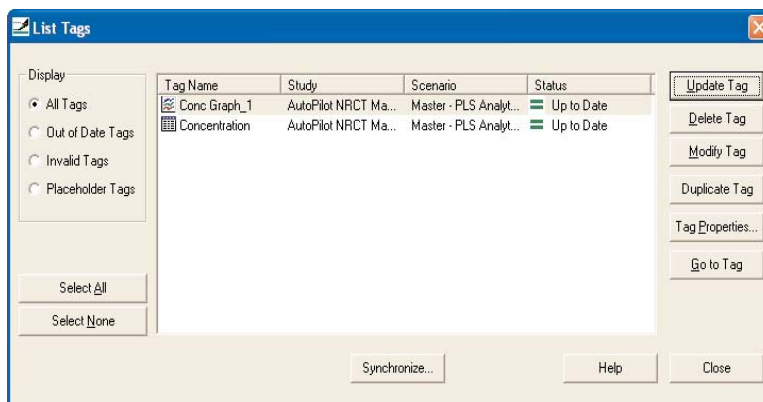 List Tags
Display
All Tags
Out of Date Tags
Invalid Tags
Placeholder Tags
Select All
Select None
Tag Name Study Scenario Status
Conc Graph_1 AutoPilot NRCT Ma... Master - PLS Analyt... Up to Date
Concentration AutoPilot NRCT Ma... Master - PLS Analyt... Up to Date
Update Tag
Delete Tag
Modify Tag
Duplicate Tag
Tag Properties...
Go to Tag
Synchronize...
Help
Close